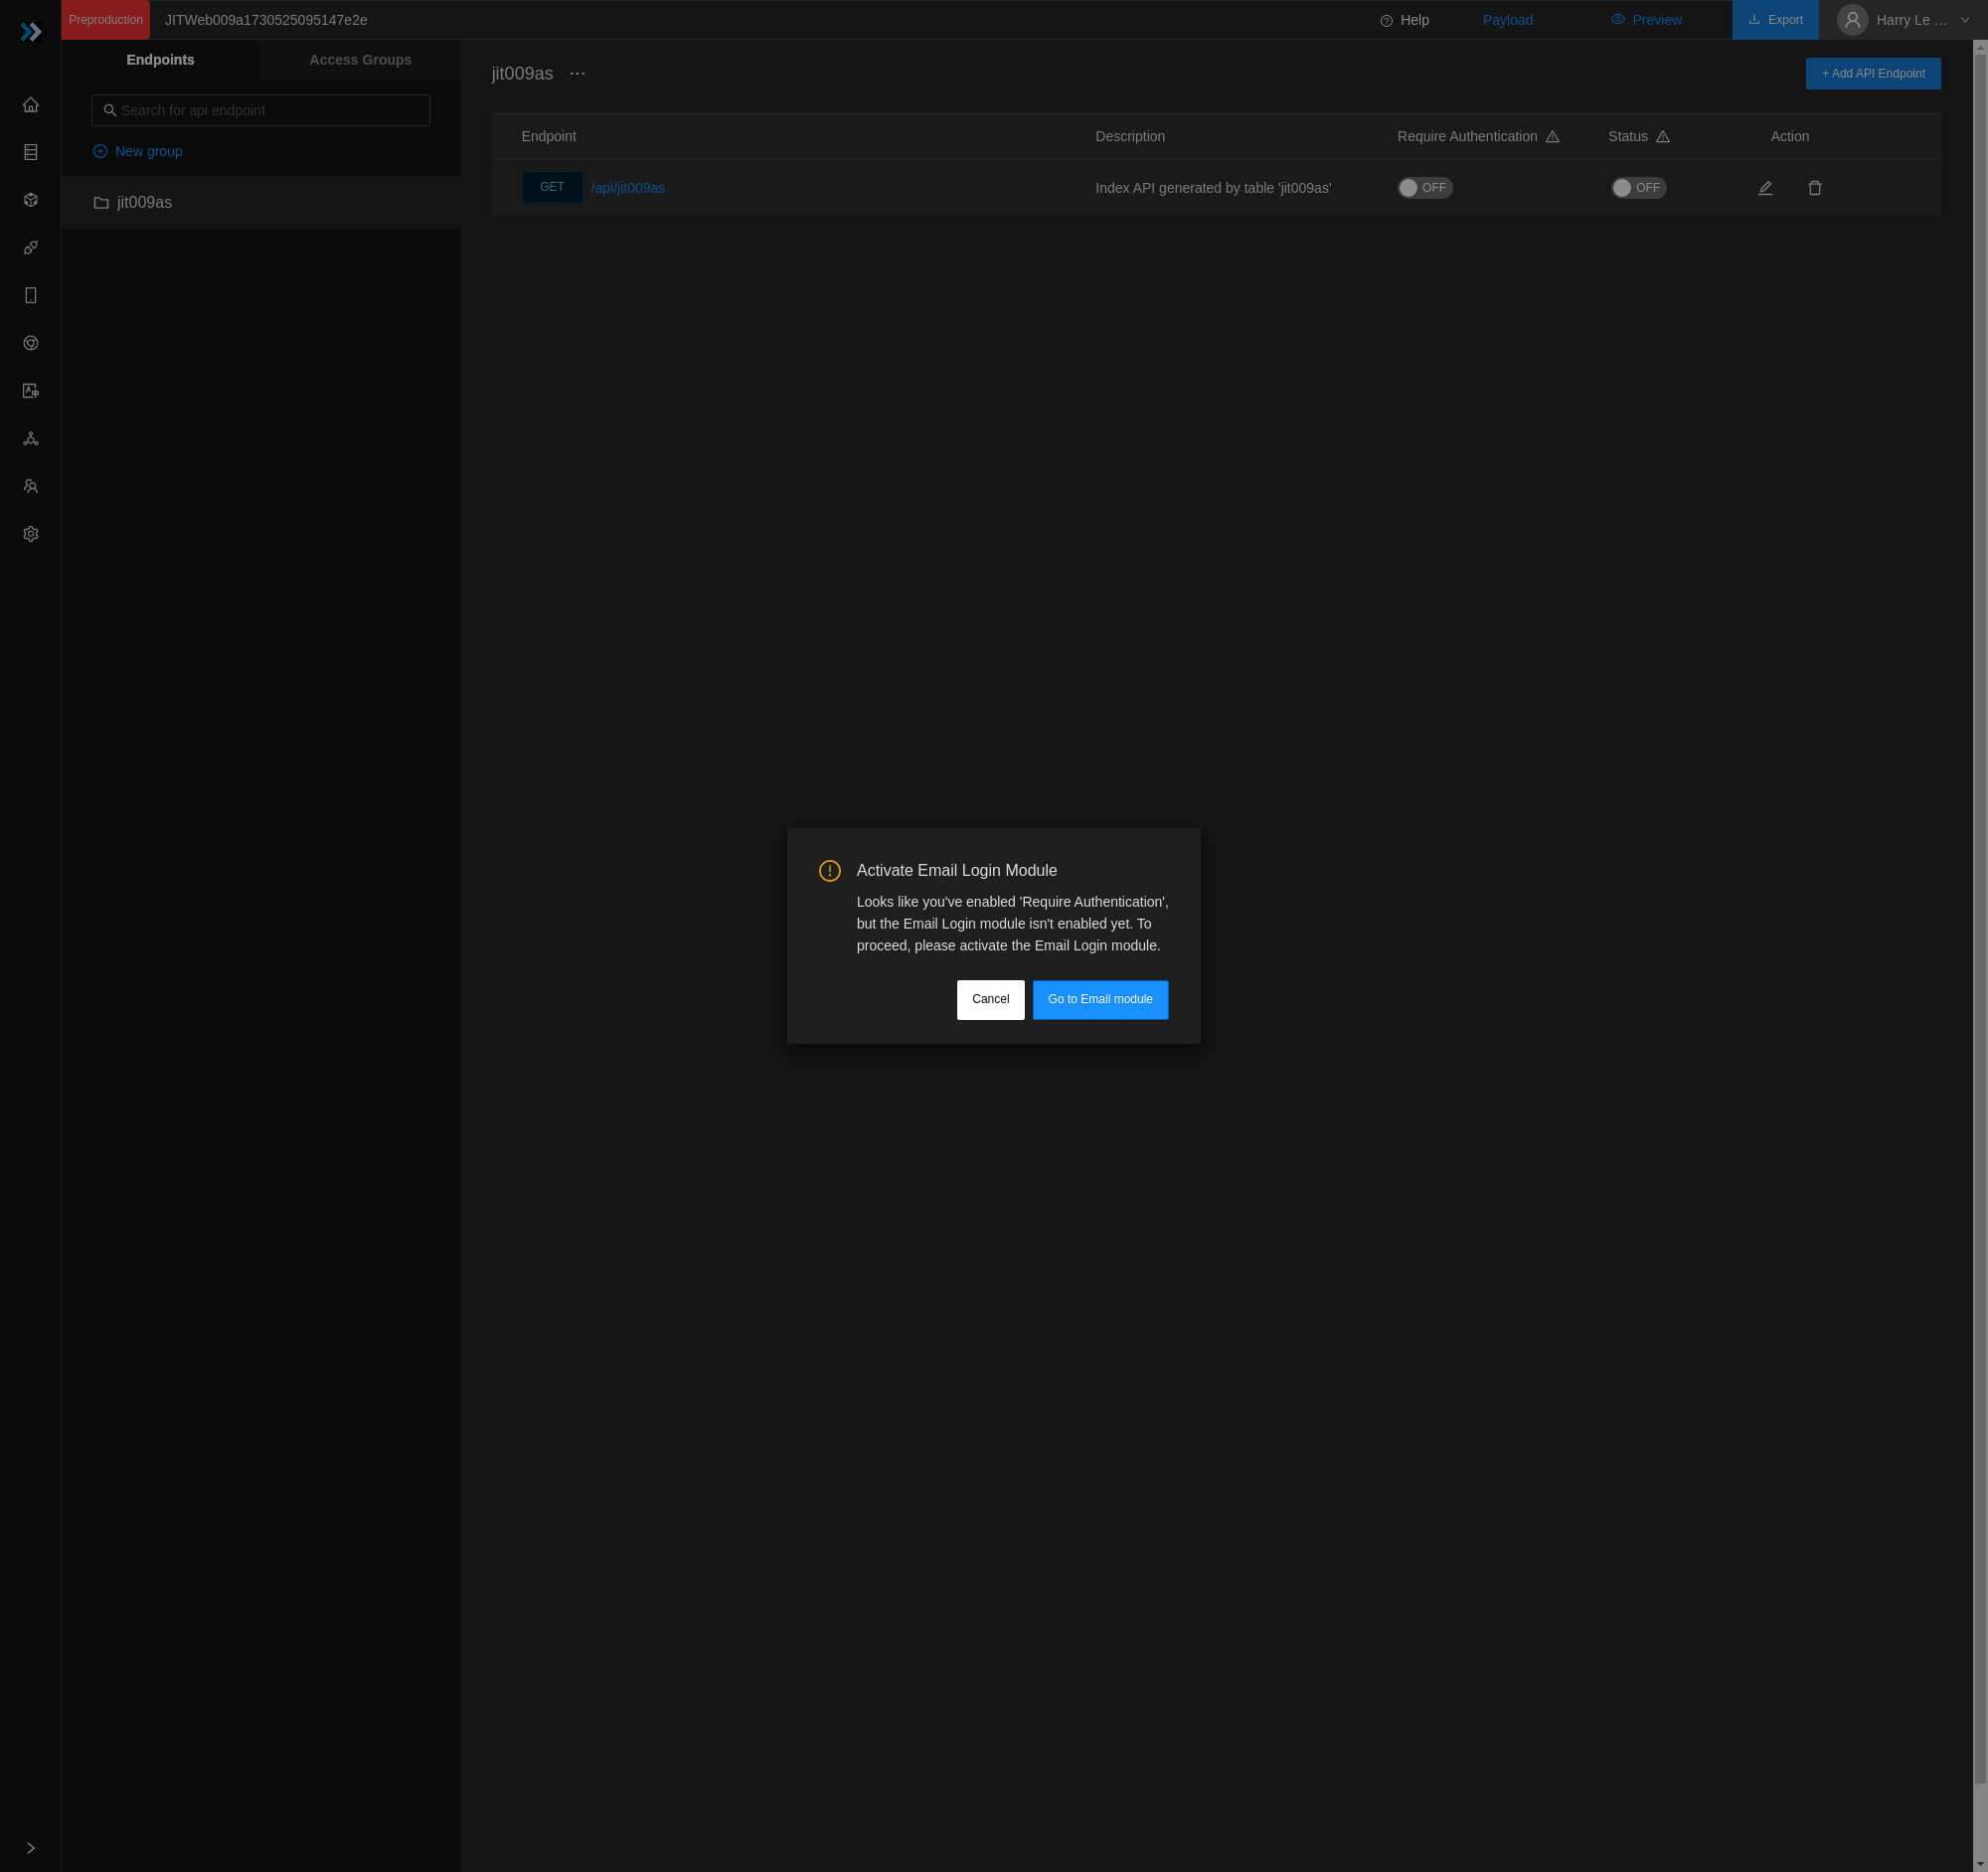 Preproduction
JITWeb009a1730525095147e2e
Help
Payload
Preview
Export
Harry Le ...
Endpoints
Access Groups
Search for api endpoint
New group
jit009as
jit009as
+ Add API Endpoint
Endpoint
Description
Require Authentication
Status
Action
GET
/api/jit009as
Index API generated by table 'jit009as'
OFF
OFF
Activate Email Login Module
Looks like you've enabled 'Require Authentication',
but the Email Login module isn't enabled yet. To
proceed, please activate the Email Login module.
Cancel
Go to Email module